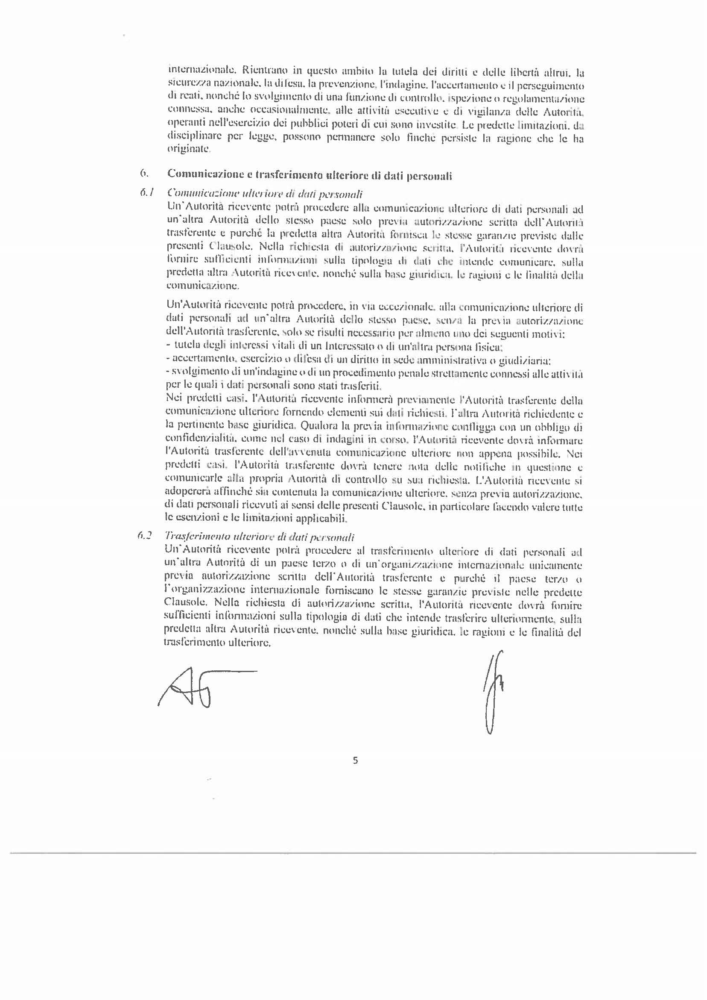 internazionale. Rientrano in questo ambito la tutela dei diritti e delle libertà altrui, la
sicurezza nazionale, la difesa, la prevenzione, l'indagine, l'accertamento e il perseguimento
di reati, nonché lo svolgimento di una funzione di controllo, ispezione o regolamentazione
connessa, anche occasionalmente, alle attività esecutive e di vigilanza delle Autorità,
operanti nell'esercizio dei pubblici poteri di cui sono investite. Le predette limitazioni, da
disciplinare per legge, possono permanere solo finché persiste la ragione che le ha
originate.
6. Comunicazione e trasferimento ulteriore di dati personali
6.1 Comunicazione ulteriore di dati personali
Un'Autorità ricevente potrà procedere alla comunicazione ulteriore di dati personali ad
un'altra Autorità dello stesso paese solo previa autorizzazione scritta dell'Autorità
trasferente e purché la predetta altra Autorità fornisca le stesse garanzie previste dalle
presenti Clausole. Nella richiesta di autorizzazione scritta, l'Autorità ricevente dovrà
fornire sufficienti informazioni sulla tipologia di dati che intende comunicare, sulla
predetta altra Autorità ricevente, nonché sulla base giuridica, le ragioni e le finalità della
comunicazione.
Un'Autorità ricevente potrà procedere, in via eccezionale, alla comunicazione ulteriore di
dati personali ad un'altra Autorità dello stesso paese, senza la previa autorizzazione
dell'Autorità trasferente, solo se risulti necessario per almeno uno dei seguenti motivi:
- tutela degli interessi vitali di un Interessato o di un'altra persona fisica;
- accertamento, esercizio o difesa di un diritto in sede amministrativa o giudiziaria;
- svolgimento di un'indagine o di un procedimento penale strettamente connessi alle attività
per le quali i dati personali sono stati trasferiti.
Nei predetti casi, l'Autorità ricevente informerà previamente l'Autorità trasferente della
comunicazione ulteriore fornendo elementi sui dati richiesti, l'altra Autorità richiedente e
la pertinente base giuridica. Qualora la previa informazione confligga con un obbligo di
confidenzialità, come nel caso di indagini in corso, l'Autorità ricevente dovrà informare
l'Autorità trasferente dell'avvenuta comunicazione ulteriore non appena possibile. Nei
predetti casi, l'Autorità trasferente dovrà tenere nota delle notifiche in questione e
comunicarle alla propria Autorità di controllo su sua richiesta. L'Autorità ricevente si
adopererà affinché sia contenuta la comunicazione ulteriore, senza previa autorizzazione,
di dati personali ricevuti ai sensi delle presenti Clausole, in particolare facendo valere tutte
le esenzioni e le limitazioni applicabili.
6.2 Trasferimento ulteriore di dati personali
Un'Autorità ricevente potrà procedere al trasferimento ulteriore di dati personali ad
un'altra Autorità di un paese terzo o di un'organizzazione internazionale unicamente
previa autorizzazione scritta dell'Autorità trasferente e purché il paese terzo o
l'organizzazione internazionale forniscano le stesse garanzie previste nelle predette
Clausole. Nella richiesta di autorizzazione scritta, l'Autorità ricevente dovrà fornire
sufficienti informazioni sulla tipologia di dati che intende trasferire ulteriormente, sulla
predetta altra Autorità ricevente, nonché sulla base giuridica, le ragioni e le finalità del
trasferimento ulteriore.
5